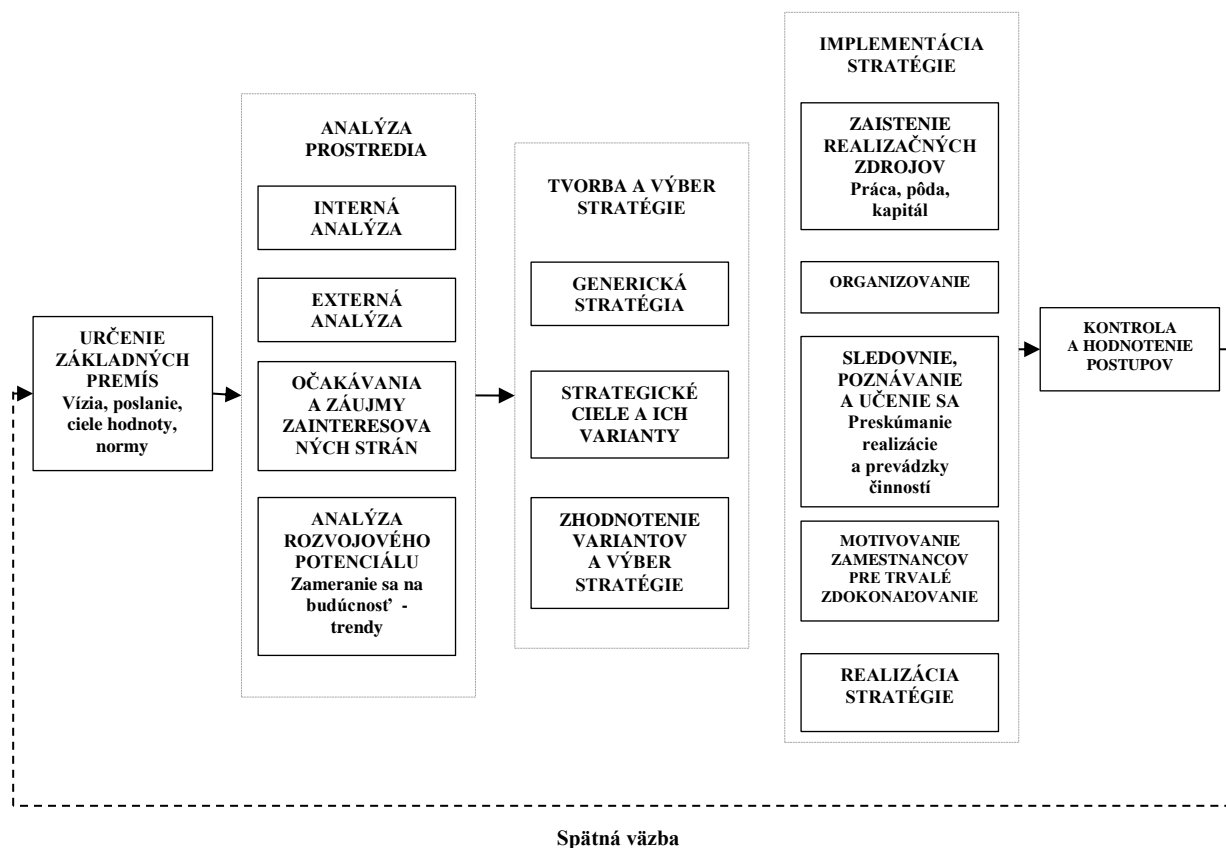 URČENIE
ZÁKLADNÝCH
PREMÍS
Vízia, poslanie,
ciele hodnoty,
normy
ANALÝZA
PROSTREDIA
INTERNÁ
ANALÝZA
EXTERNÁ
ANALÝZA
OČAKÁVANIA
A ZÁUJMY
ZAINTERESOVA
NÝCH STRÁN
ANALÝZA
ROZVOJOVÉHO
POTENCIÁLU
Zameranie sa na
budúcnosť -
trendy
TVORBA A VÝBER
STRATÉGIE
GENERICKÁ
STRATÉGIA
STRATEGICKÉ
CIELE A ICH
VARIANTY
ZHODNOTENIE
VARIANTOV
A VÝBER
STRATÉGIE
IMPLEMENTÁCIA
STRATÉGIE
ZAISTENIE
REALIZAČNÝCH
ZDROJOV
Práca, pôda,
kapitál
ORGANIZOVANIE
SLEDOVNIE,
POZNÁVANIE
A UČENIE SA
Preskúmanie
realizácie
a prevádzky
činností
MOTIVOVANIE
ZAMESTNANCOV
PRE TRVALÉ
ZDOKONAĽOVANIE
REALIZÁCIA
STRATÉGIE
KONTROLA
A HODNOTENIE
POSTUPOV
Spätná väzba